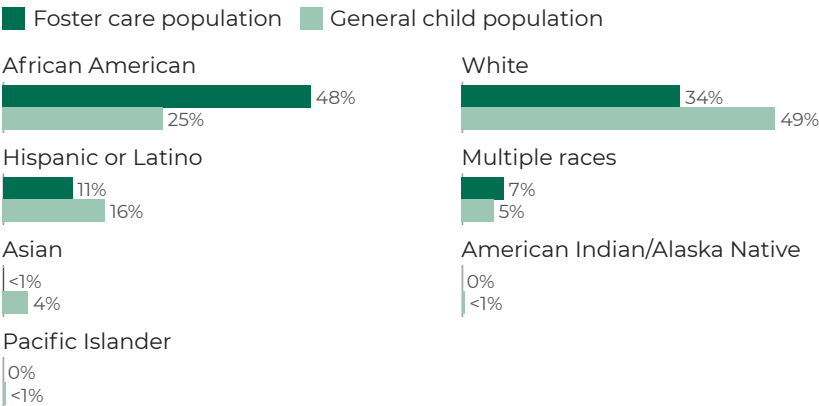 Foster care population General child population
African American
48%
25%
White
34%
49%
Hispanic or Latino
11%
16%
Multiple races
7%
5%
Asian
<1%
4%
American Indian/Alaska Native
0%
<1%
Pacific Islander
0%
<1%